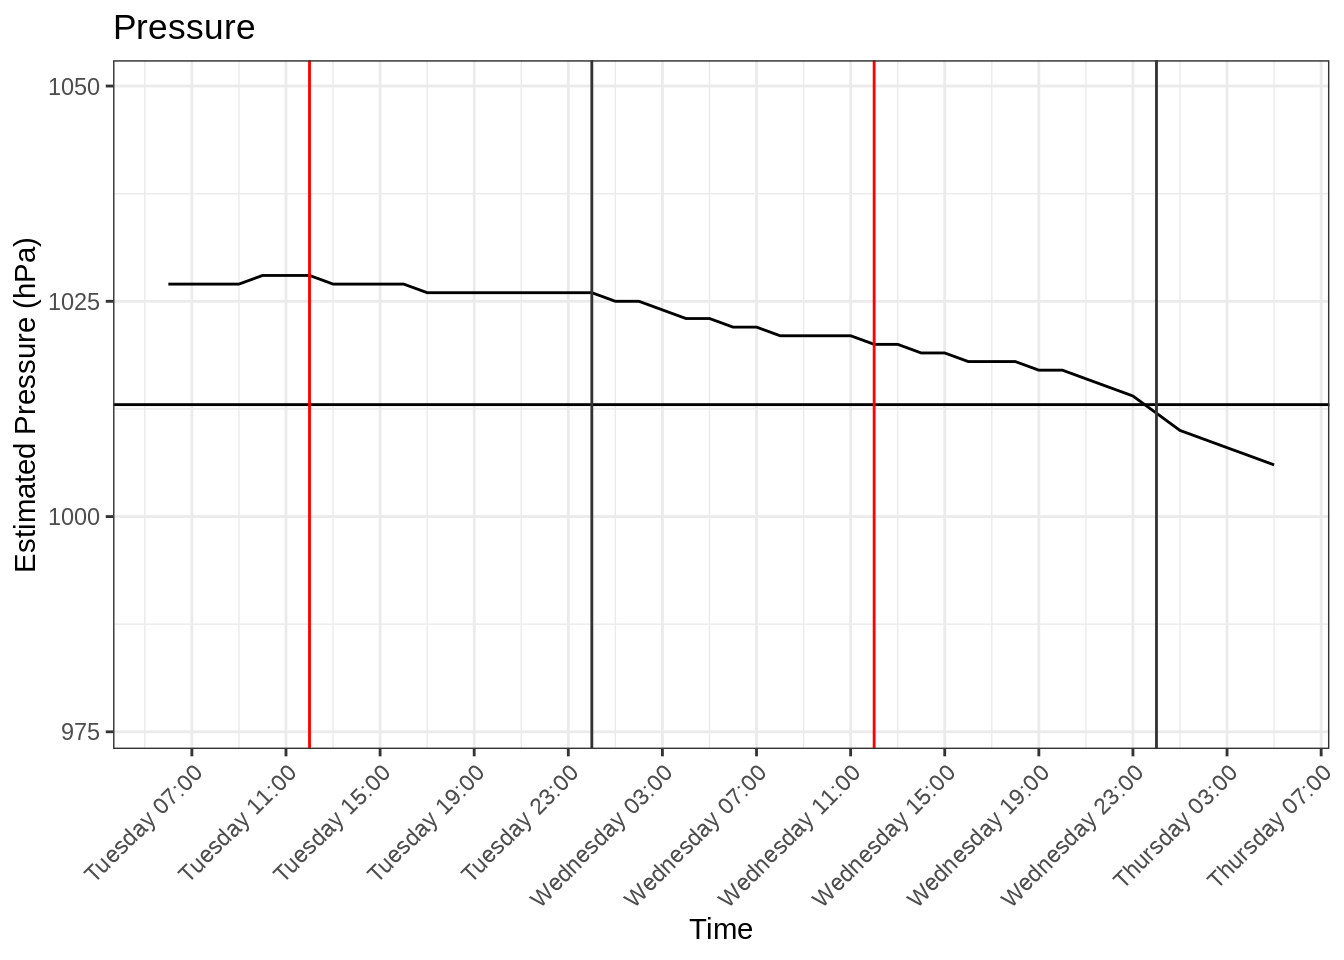 Pressure
Estimated Pressure (hPa)
1050
1025
1000
975
Tuesday 07:00
Tuesday 11:00
Tuesday 15:00
Tuesday 19:00
Tuesday 23:00
Wednesday 03:00
Wednesday 07:00
Wednesday 11:00
Wednesday 15:00
Wednesday 19:00
Wednesday 23:00
Thursday 03:00
Thursday 07:00
Time